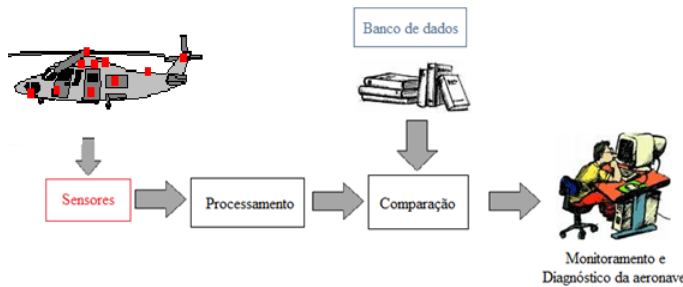 Banco de dados
Sensores
Processamento
Comparação
Monitoramento e
Diagnóstico da aeronave